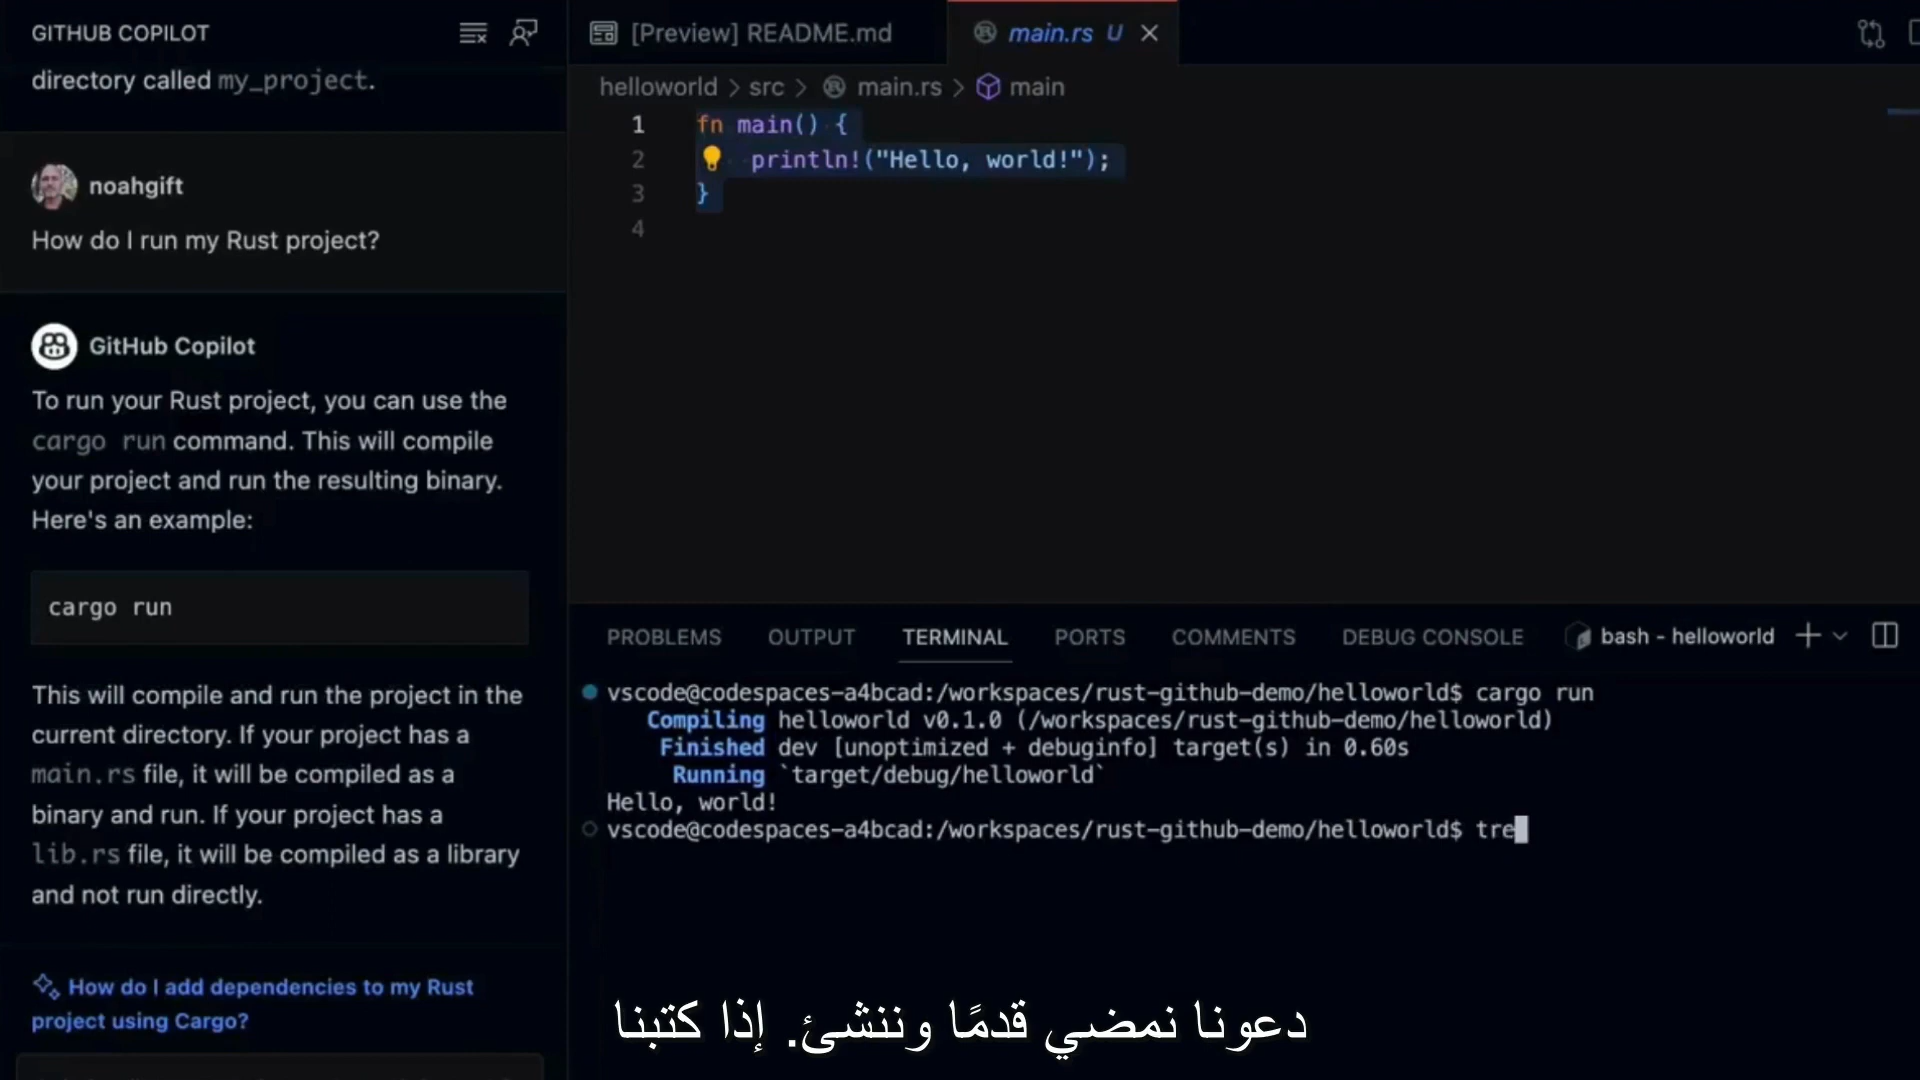 GITHUB COPILOT
directory called my_project.
noahgift
How do I run my Rust project?
GitHub Copilot
To run your Rust project, you can use the
cargo run command. This will compile
your project and run the resulting binary.
Here's an example:
cargo run
This will compile and run the project in the
current directory. If your project has a
main.rs file, it will be compiled as a
binary and run. If your project has a
lib.rs file, it will be compiled as a library
and not run directly.
How do I add dependencies to my Rust
project using Cargo?
[Preview] README.md
main.rs U
helloworld > src > main.rs > main
1 fn main() {
2 println!("Hello, world!");
3 }
4
PROBLEMS OUTPUT TERMINAL PORTS COMMENTS DEBUG CONSOLE bash - helloworld
vscode@codespaces-a4bcad:/workspaces/rust-github-demo/helloworld$ cargo run
Compiling helloworld v0.1.0 (/workspaces/rust-github-demo/helloworld)
Finished dev [unoptimized + debuginfo] target(s) in 0.60s
Running `target/debug/helloworld`
Hello, world!
vscode@codespaces-a4bcad:/workspaces/rust-github-demo/helloworld$ tre
دعونا نمضي قدمًا وننشئ. إذا كتبنا